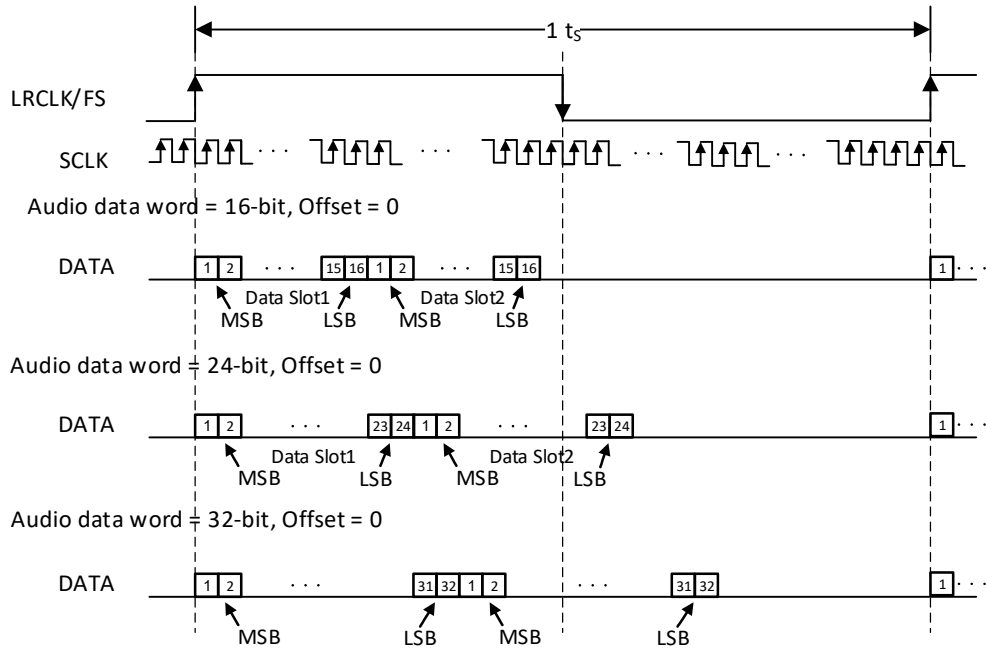 1 tS
LRCLK/FS
SCLK . . . . . . . . . . . .
Audio data word = 16-bit, Offset = 0
DATA 1 2 . . . 15 16 1 2 . . . 15 16 1 . . .
Data Slot1 Data Slot2
MSB LSB MSB LSB
Audio data word = 24-bit, Offset = 0
DATA 1 2 . . . 23 24 1 2 . . . 23 24 1 . . .
Data Slot1 Data Slot2
MSB LSB MSB LSB
Audio data word = 32-bit, Offset = 0
DATA 1 2 . . . 31 32 1 2 . . . 31 32 1 . . .
MSB LSB MSB LSB